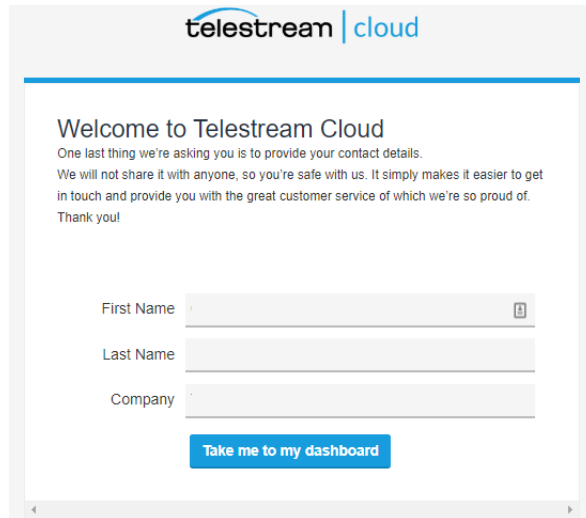 telestream | cloud
Welcome to Telestream Cloud
One last thing we're asking you is to provide your contact details.
We will not share it with anyone, so you're safe with us. It simply makes it easier to get
in touch and provide you with the great customer service of which we're so proud of.
Thank you!
First Name
Last Name
Company
Take me to my dashboard